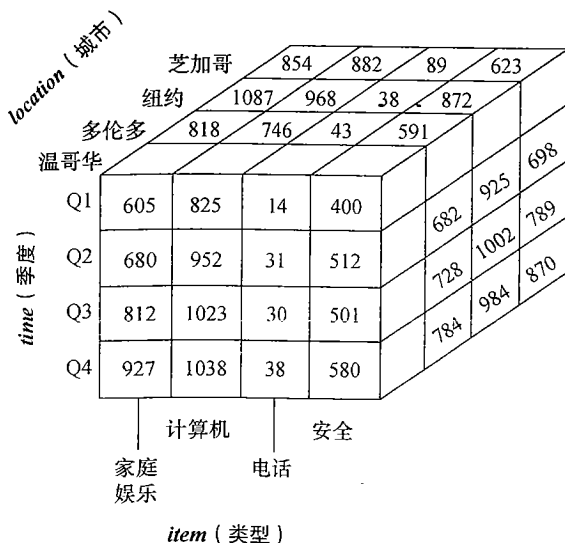 location（城市）
芝加哥 854 882 89 623
纽约 1087 968 38 872
多伦多 818 746 43 591
温哥华
Q1 605 825 14 400 682 925 698
Q2 680 952 31 512 728 1002 789
Q3 812 1023 30 501 784 984 870
Q4 927 1038 38 580
time（季度）
计算机 安全
家庭 电话
娱乐
item（类型）